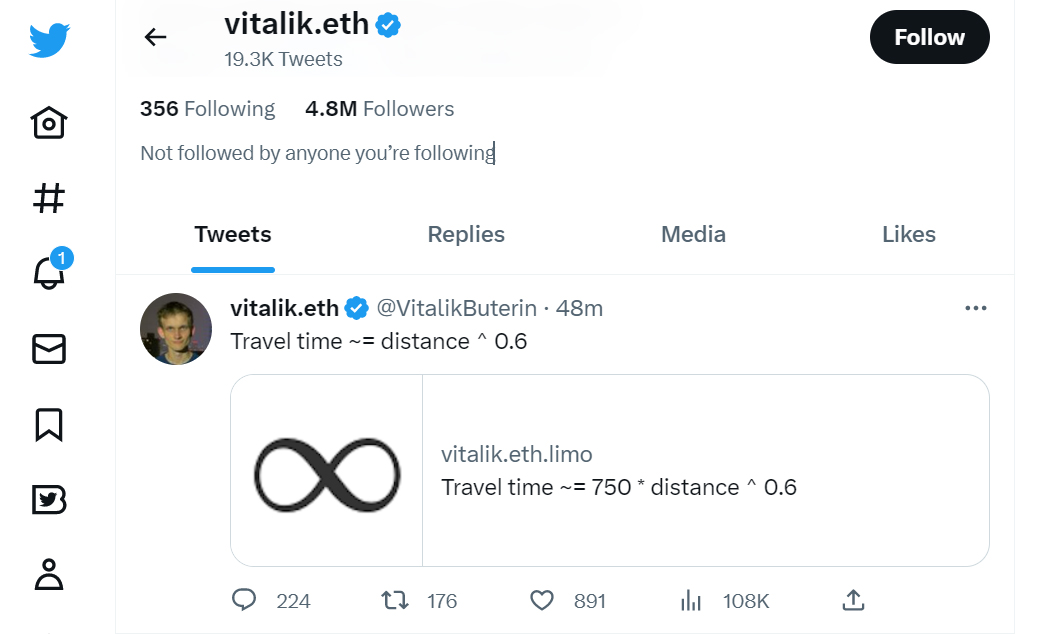 vitalik.eth
19.3K Tweets
Follow
356 Following 4.8M Followers
Not followed by anyone you’re following
Tweets Replies Media Likes
1
vitalik.eth @VitalikButerin · 48m
Travel time ~= distance ^ 0.6
vitalik.eth.limo
Travel time ~= 750 * distance ^ 0.6
224 176 891 108K